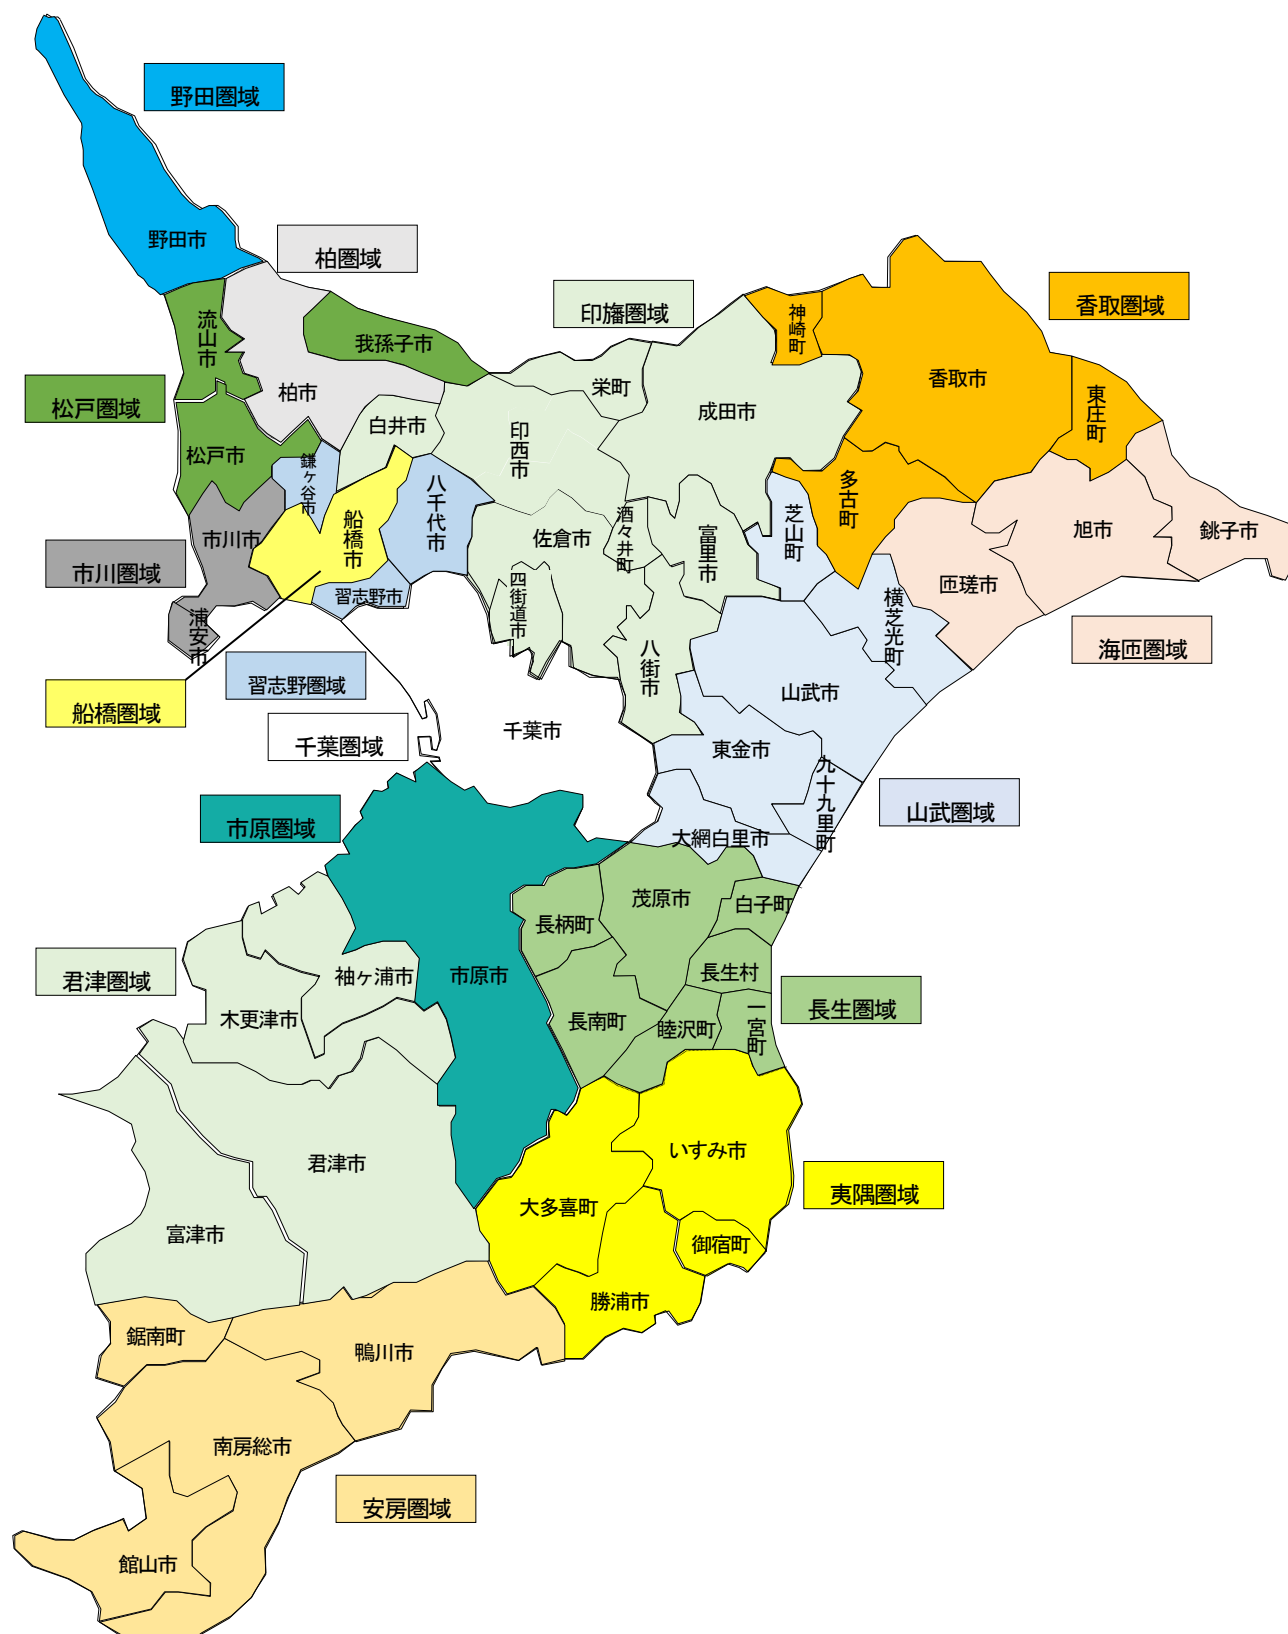 野田圏域
野田市
柏圏域
印旛圏域
香取圏域
流山市
我孫子市
神崎町
香取市
東庄町
松戸圏域
柏市
栄町
成田市
白井市
印西市
松戸市
鎌ヶ谷市
八千代市
多古町
船橋市
市川市
佐倉市
酒々井町
富里市
芝山町
旭市
銚子市
市川圏域
四街道市
習志野市
匝瑳市
浦安市
横芝光町
海匝圏域
習志野圏域
八街市
山武市
船橋圏域
千葉圏域
千葉市
東金市
九十九里町
山武圏域
市原圏域
大網白里市
茂原市
白子町
長柄町
君津圏域
袖ヶ浦市
市原市
長生村
長生圏域
木更津市
長南町
睦沢町
一宮町
いすみ市
君津市
夷隅圏域
大多喜町
富津市
御宿町
勝浦市
鋸南町
鴨川市
南房総市
安房圏域
館山市